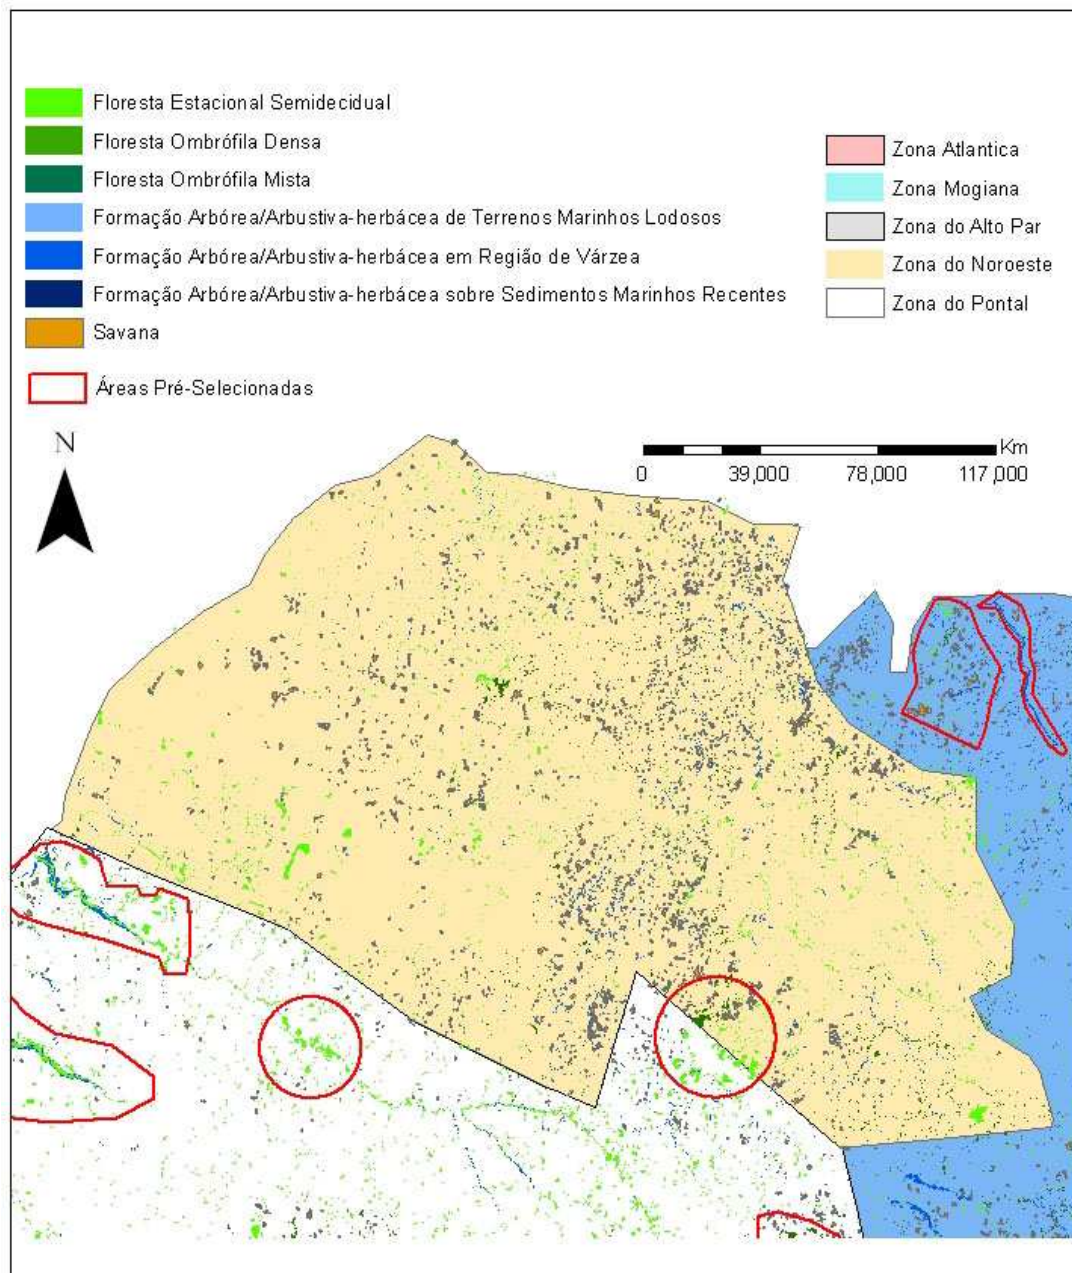 Floresta Estacional Semidecidual
Floresta Ombrófila Densa
Floresta Ombrófila Mista
Formação Arbórea/Arbustiva-herbácea de Terrenos Marinhos Lodosos
Formação Arbórea/Arbustiva-herbácea em Região de Várzea
Formação Arbórea/Arbustiva-herbácea sobre Sedimentos Marinhos Recentes
Savana
Áreas Pré-Selecionadas
Zona Atlantica
Zona Mogiana
Zona do Alto Par
Zona do Noroeste
Zona do Pontal
N
Km
0 39,000 78,000 117,000